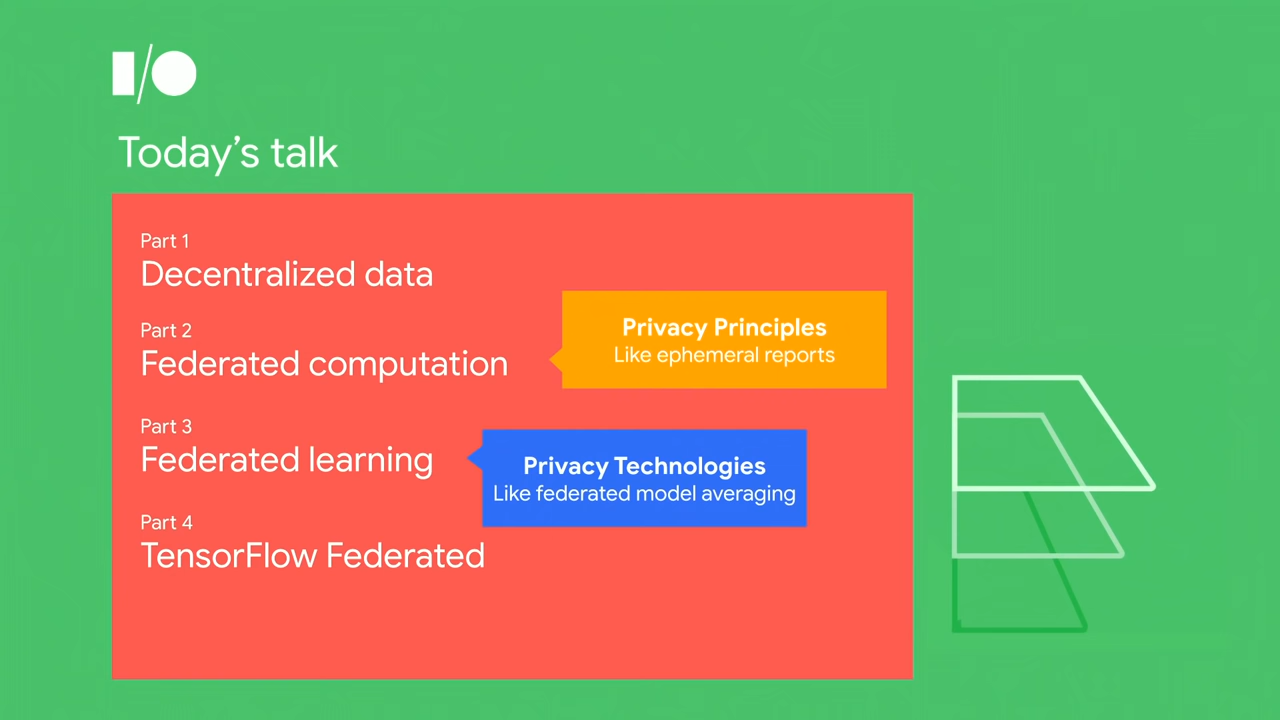 I/O
Today's talk
Part 1
Decentralized data
Part 2
Federated computation
Privacy Principles
Like ephemeral reports
Part 3
Federated learning
Privacy Technologies
Like federated model averaging
Part 4
TensorFlow Federated